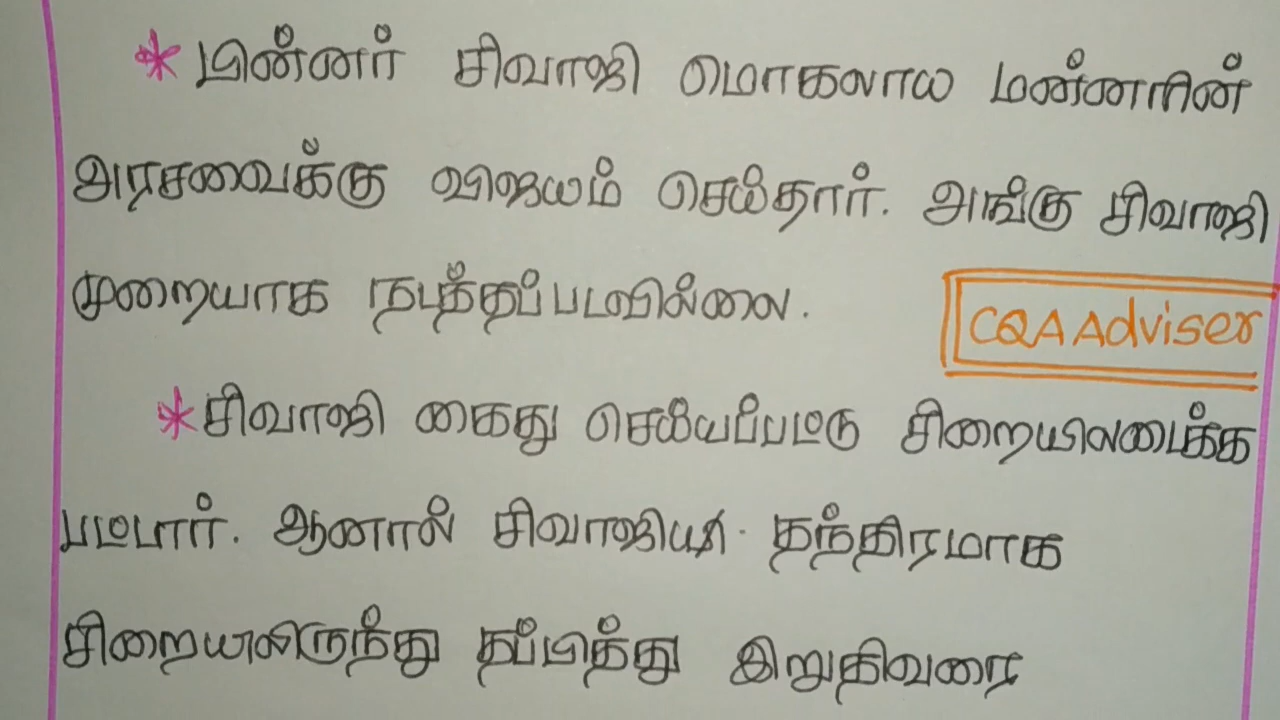 * பின்னர் சிவாஜி மொகலாய மன்னரின்
அரசவைக்கு விஜயம் செய்தார். அங்கு சிவாஜி
முறையாக நடத்தப்படவில்லை.
CQA Adviser
* சிவாஜி கைது செய்யப்பட்டு சிறையிலடைக்க
பட்டார். ஆனால் சிவாஜியோ தந்திரமாக
சிறையிலிருந்து தப்பித்து இறுதிவரை